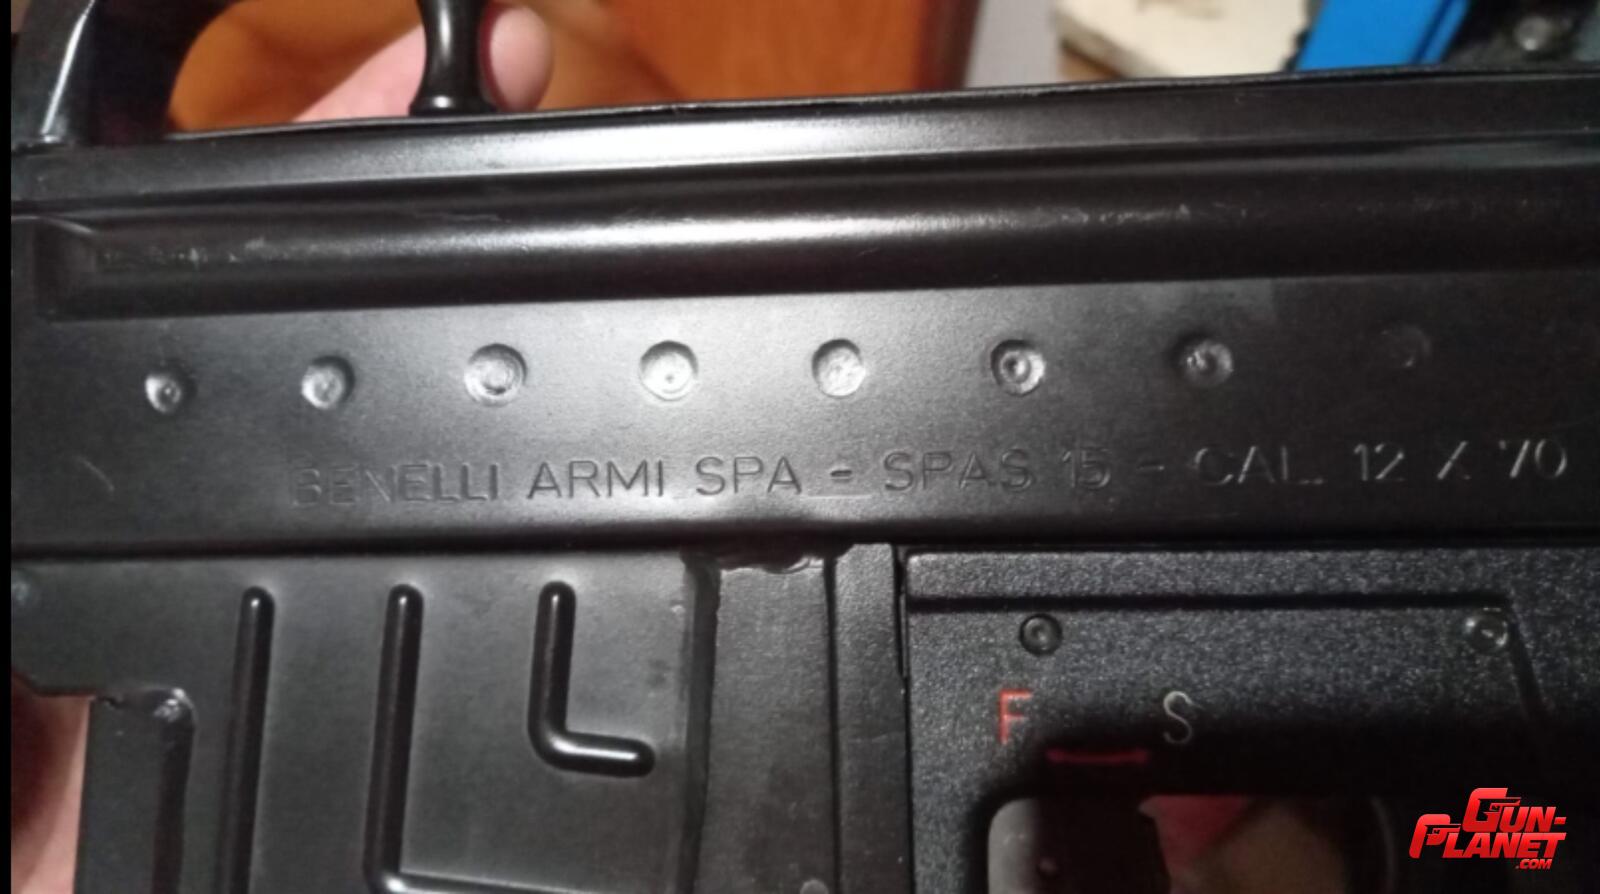 BENELLI ARMI SPA - SPAS 15 - CAL. 12 X 70
F S
GUN-
PLANET
.COM